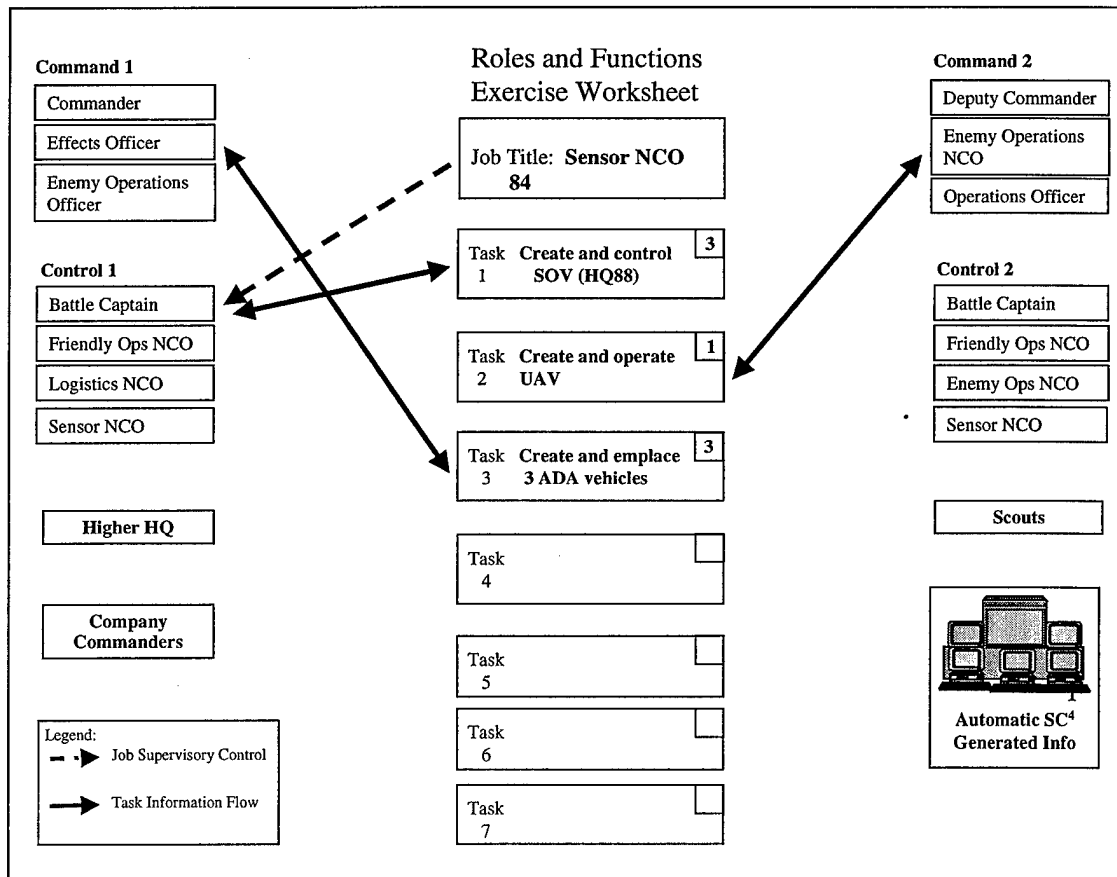 Roles and Functions
Exercise Worksheet
Command 1
Commander
Effects Officer
Enemy Operations
Officer
Control 1
Battle Captain
Friendly Ops NCO
Logistics NCO
Sensor NCO
Higher HQ
Company
Commanders
Legend:
Job Supervisory Control
Task Information Flow
Job Title: Sensor NCO
84
Task Create and control 3
1 SOV (HQ88)
Task Create and operate 1
2 UAV
Task Create and emplace 3
3 3 ADA vehicles
Task
4
Task
5
Task
6
Task
7
Command 2
Deputy Commander
Enemy Operations
NCO
Operations Officer
Control 2
Battle Captain
Friendly Ops NCO
Enemy Ops NCO
Sensor NCO
Scouts
Automatic SC⁴
Generated Info